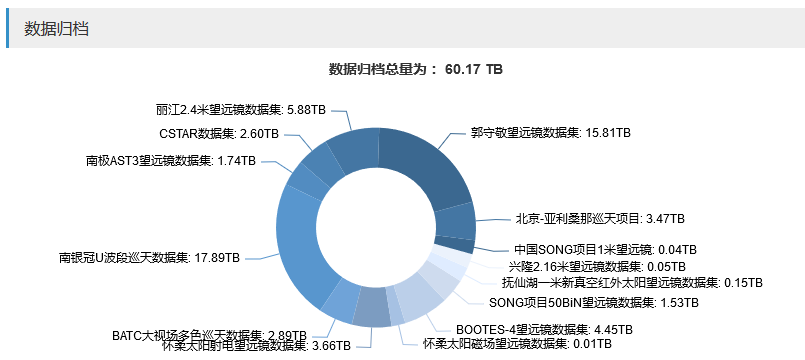 数据归档
数据归档总量为： 60.17 TB
丽江2.4米望远镜数据集: 5.88TB
郭守敬望远镜数据集: 15.81TB
CSTAR数据集: 2.60TB
南极AST3望远镜数据集: 1.74TB
北京-亚利桑那巡天项目: 3.47TB
中国SONG项目1米望远镜: 0.04TB
南银冠U波段巡天数据集: 17.89TB
兴隆2.16米望远镜: 0.05TB
抚仙湖一米新真空红外太阳望远镜数据集: 0.15TB
SONG项目50BiN望远镜数据集: 1.53TB
BOOTES-4望远镜数据集: 4.45TB
BATC大视场多色巡天数据集: 2.89TB
怀柔太阳磁场望远镜数据集: 0.01TB
怀柔太阳射电望远镜数据集: 3.66TB